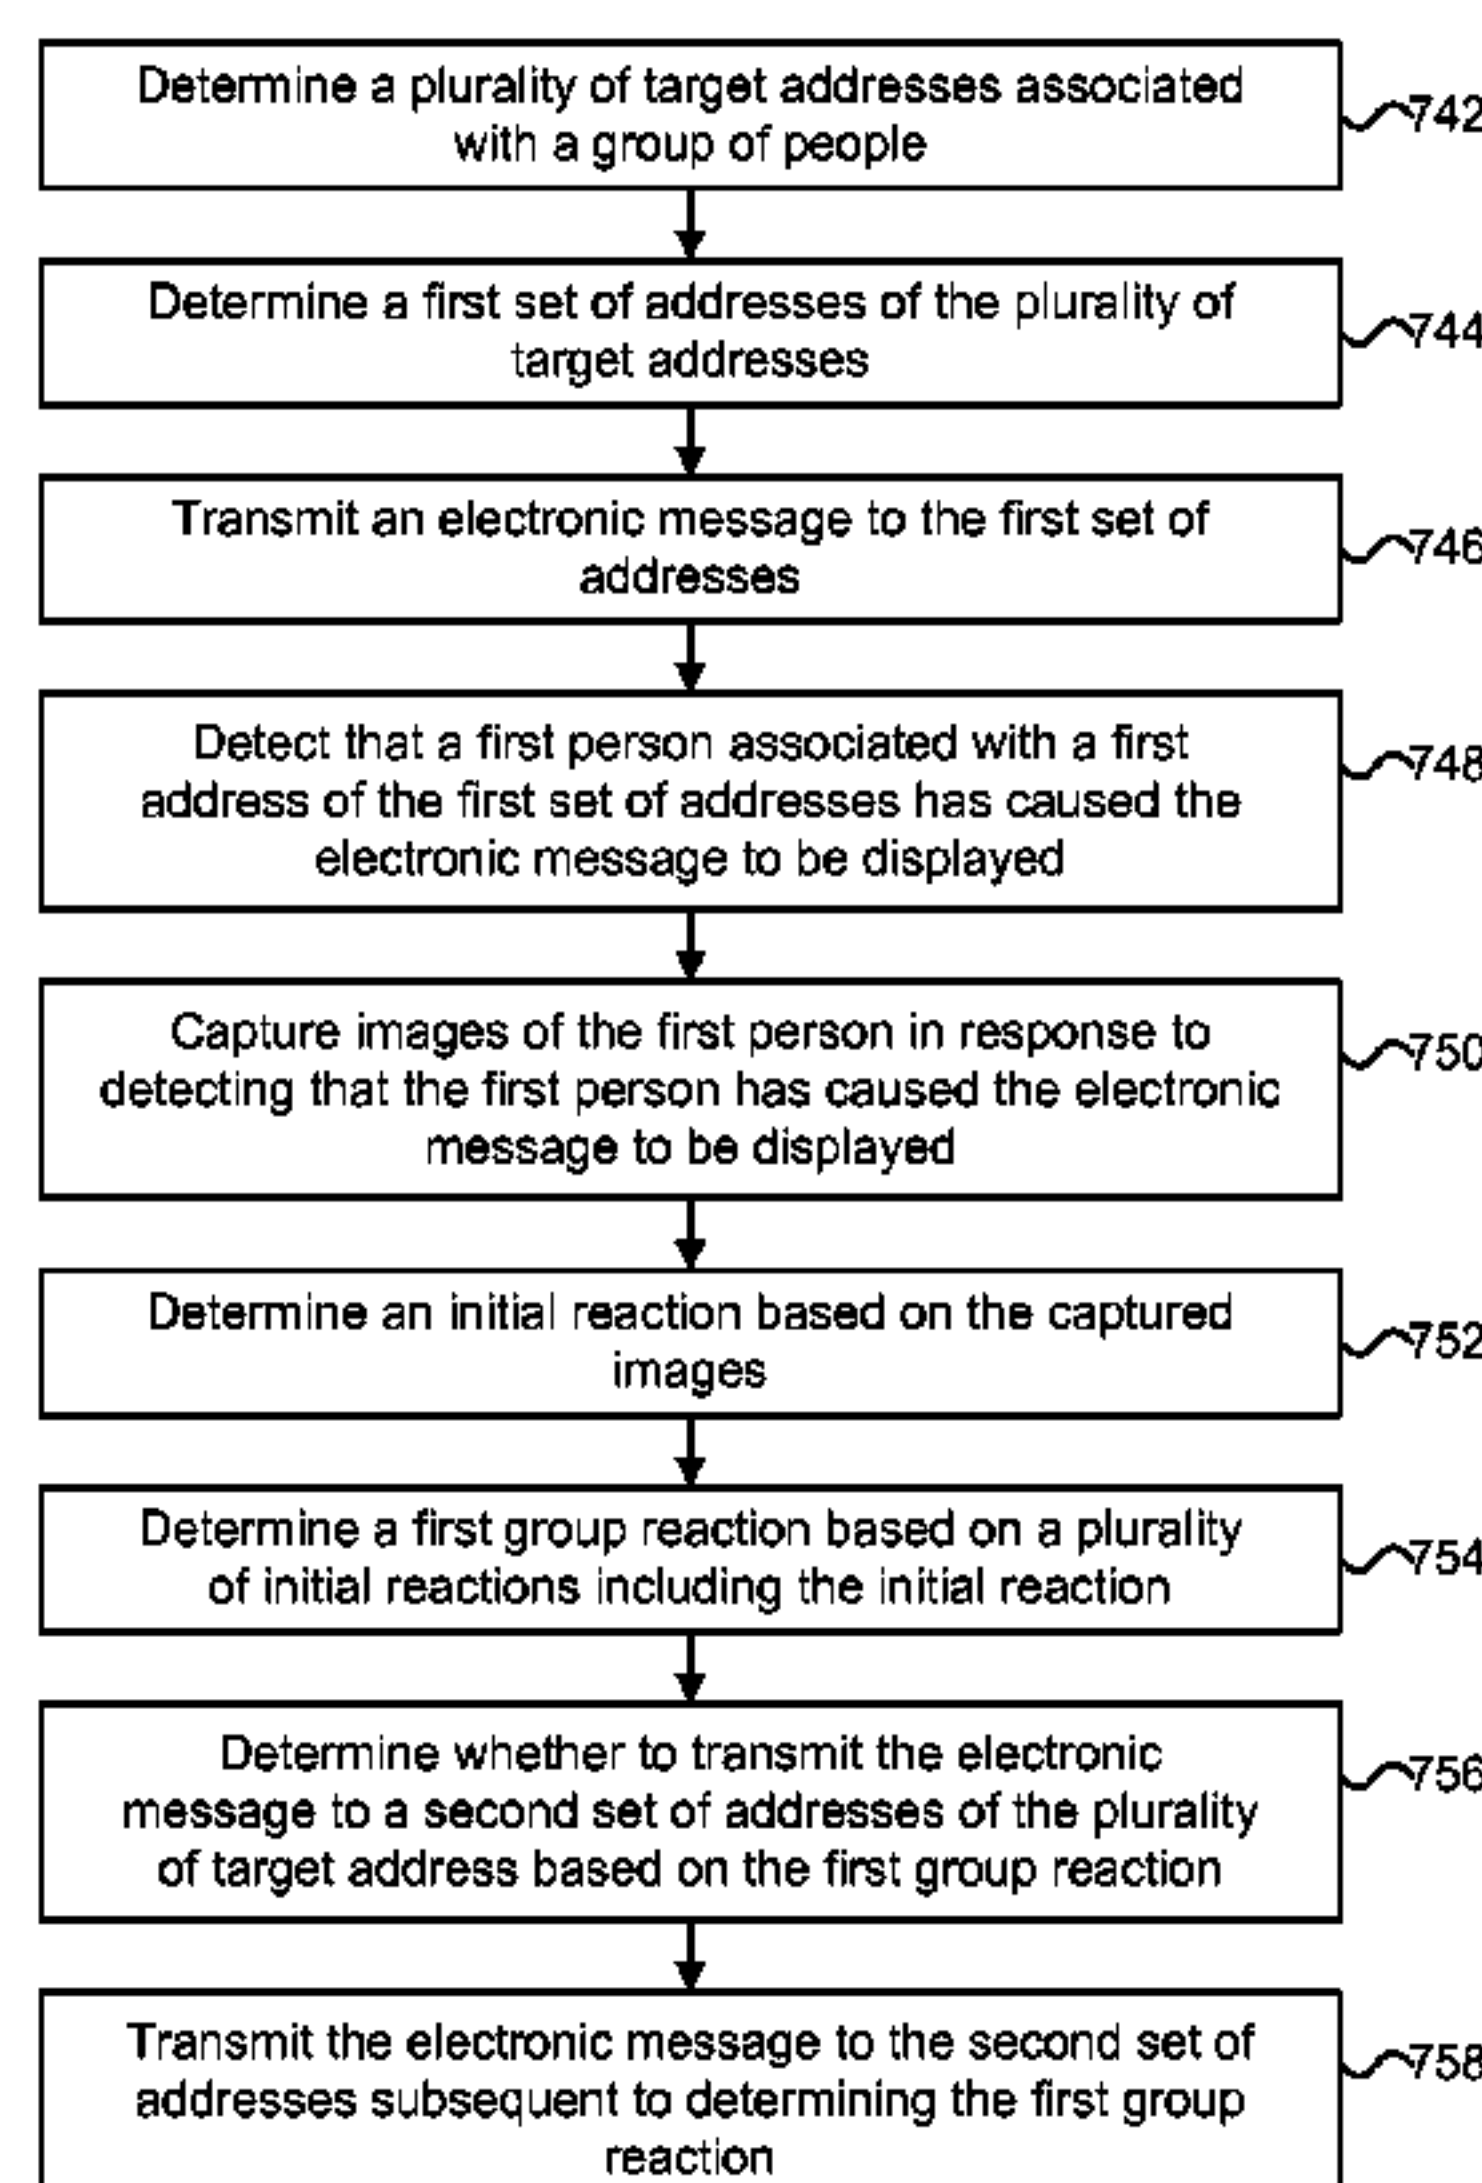 Determine a plurality of target addresses associated
with a group of people
742
Determine a first set of addresses of the plurality of
target addresses
744
Transmit an electronic message to the first set of
addresses
746
Detect that a first person associated with a first
address of the first set of addresses has caused the
electronic message to be displayed
748
Capture images of the first person in response to
detecting that the first person has caused the electronic
message to be displayed
750
Determine an initial reaction based on the captured
images
752
Determine a first group reaction based on a plurality
of initial reactions including the initial reaction
754
Determine whether to transmit the electronic
message to a second set of addresses of the plurality
of target address based on the first group reaction
756
Transmit the electronic message to the second set of
addresses subsequent to determining the first group
reaction
758